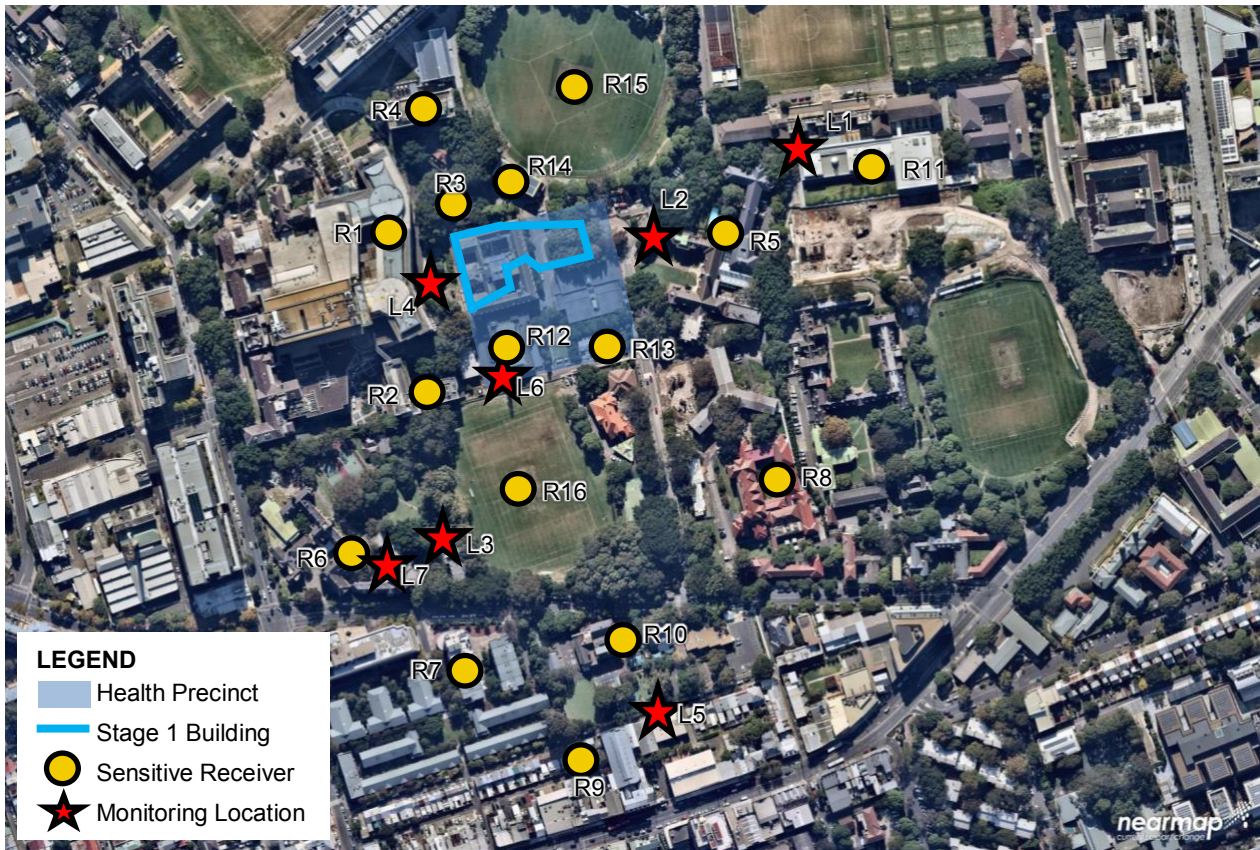 R15
R4
L1
R14
R11
R3
L2
R1
R5
L4
R12
R13
L6
R2
R8
R16
L3
R6
L7
R10
R7
L5
R9
LEGEND
Health Precinct
Stage 1 Building
Sensitive Receiver
Monitoring Location
nearmap